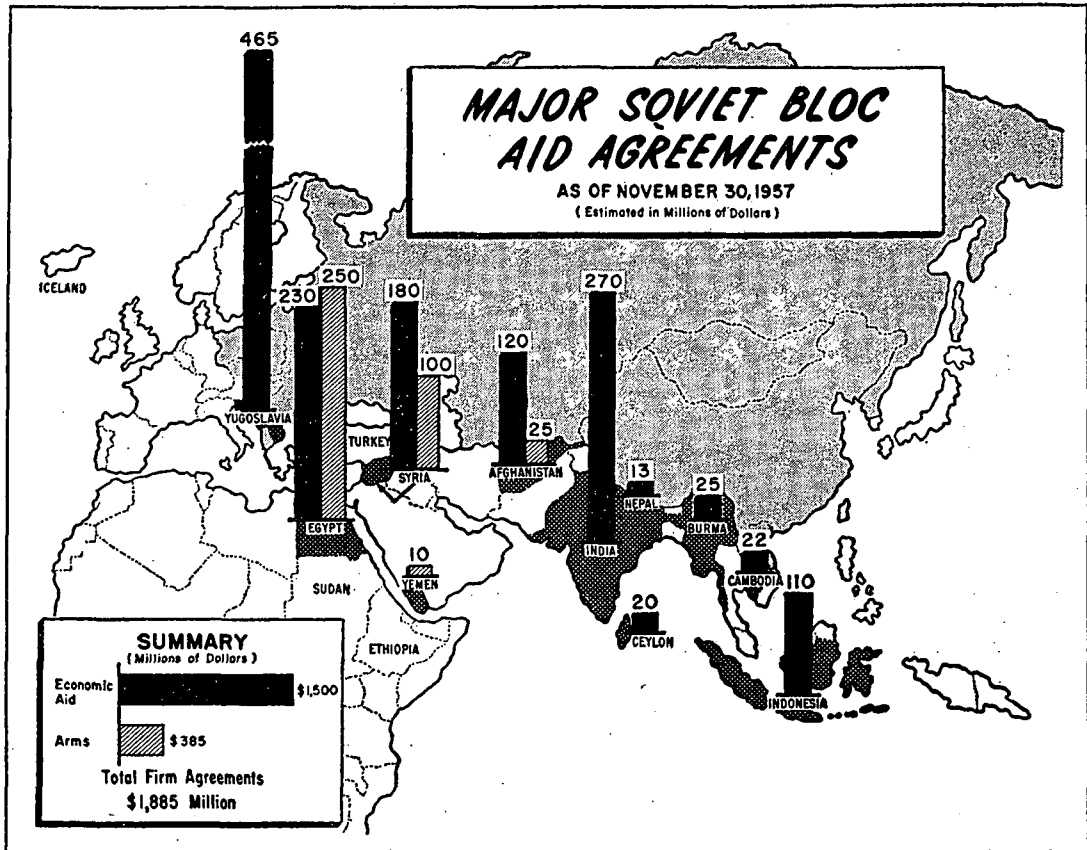 MAJOR SOVIET BLOC
AID AGREEMENTS
AS OF NOVEMBER 30, 1957
(Estimated in Millions of Dollars)
465
ICELAND
230
250
180
100
120
25
270
13
25
22
110
20
10
YUGOSLAVIA
TURKEY
SYRIA
AFGHANISTAN
NEPAL
BURMA
EGYPT
INDIA
CAMBODIA
YEMEN
SUDAN
CEYLON
ETHIOPIA
INDONESIA
SUMMARY
(Millions of Dollars)
Economic
Aid
$1,500
Arms
$385
Total Firm Agreements
$1,885 Million